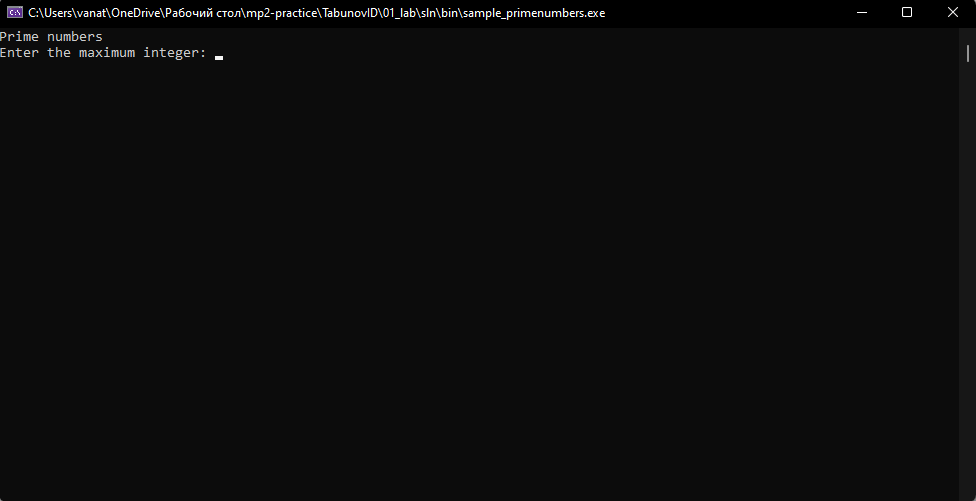 C:\Users\vanat\OneDrive\Рабочий стол\mp2-practice\TabunovID\01_lab\sln\bin\sample_primenumbers.exe
Prime numbers
Enter the maximum integer: